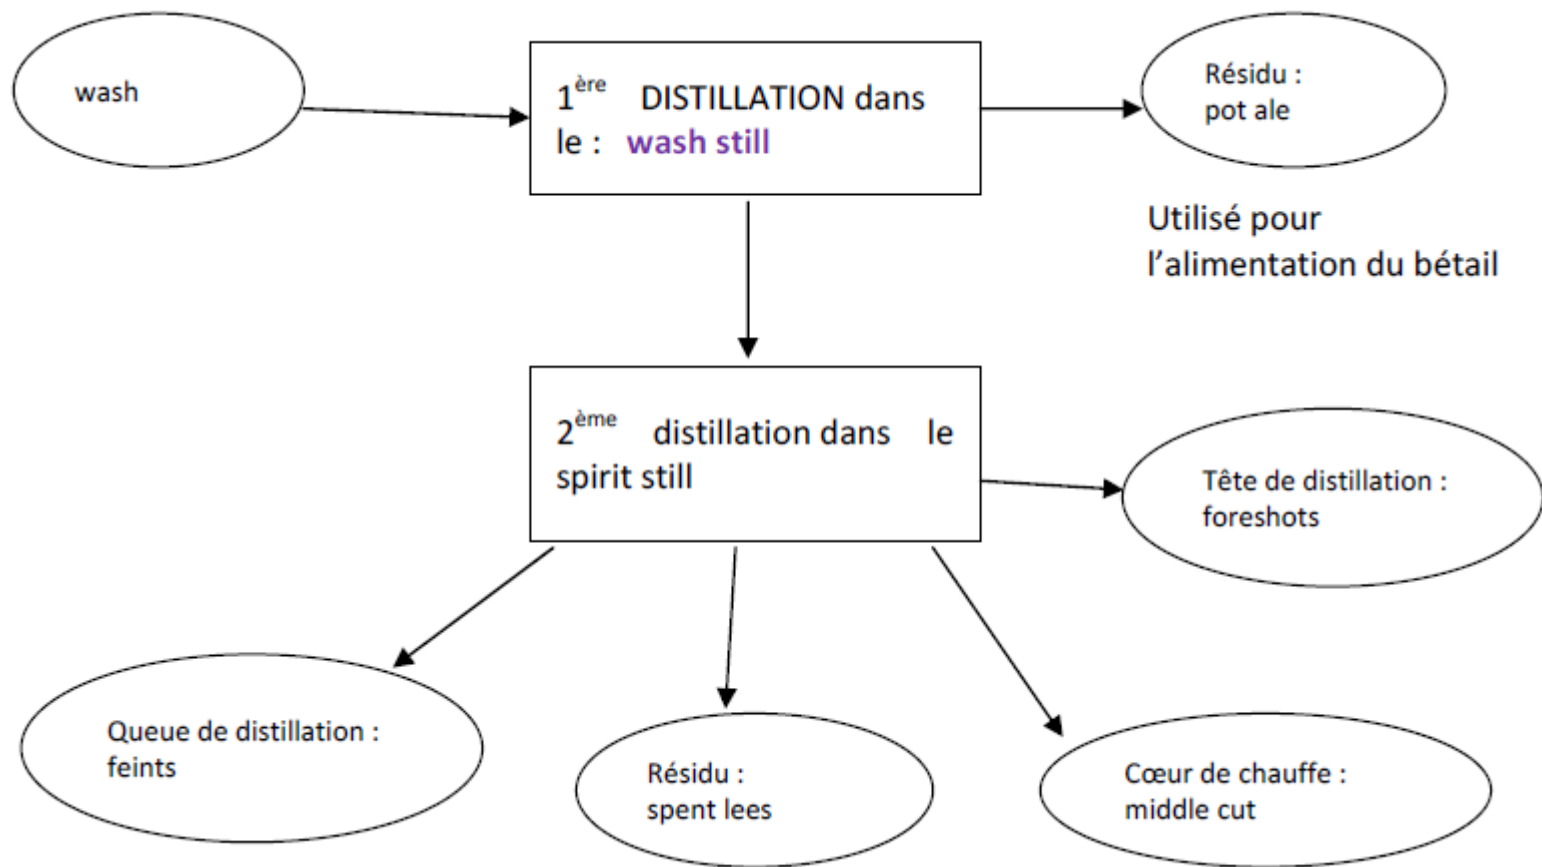 wash
1ère DISTILLATION dans
le : wash still
Résidu :
pot ale
Utilisé pour
l’alimentation du bétail
2ème distillation dans le
spirit still
Tête de distillation :
foreshots
Queue de distillation :
feints
Résidu :
spent lees
Cœur de chauffe :
middle cut